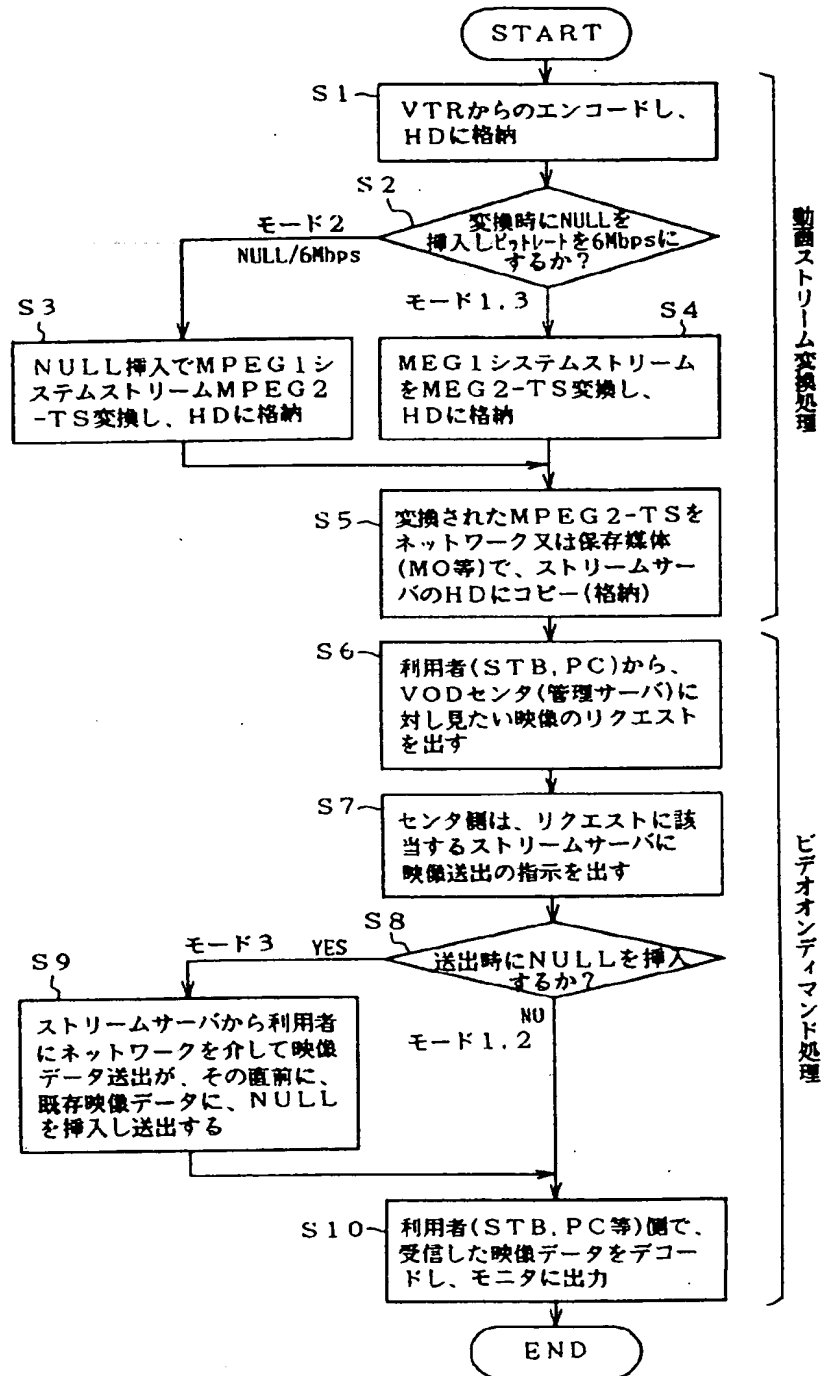 START
S1
VTRからのエンコードし、
HDに格納
S2
変換時にNULLを
挿入しビットレートを6Mbpsに
するか？
モード2
NULL/6Mbps
モード1,3
S3
NULL挿入でMPEG1シ
ステムストリームMPEG2
-TS変換し、HDに格納
S4
MEG1システムストリーム
をMEG2-TS変換し、
HDに格納
S5
変換されたMPEG2-TSを
ネットワーク又は保存媒体
(MO等)で、ストリームサー
バのHDにコピー(格納)
動画ストリーム変換処理
S6
利用者(STB,PC)から、
VODセンタ(管理サーバ)に
対し見たい映像のリクエスト
を出す
S7
センタ側は、リクエストに該
当するストリームサーバに
映像送出の指示を出す
S8
送出時にNULLを挿入
するか？
モード3 YES
NO
モード1,2
S9
ストリームサーバから利用者
にネットワークを介して映像
データ送出が、その直前に、
既存映像データに、NULL
を挿入し送出する
S10
利用者(STB,PC等)側で、
受信した映像データをデコー
ドし、モニタに出力
ビデオオンディマンド処理
END